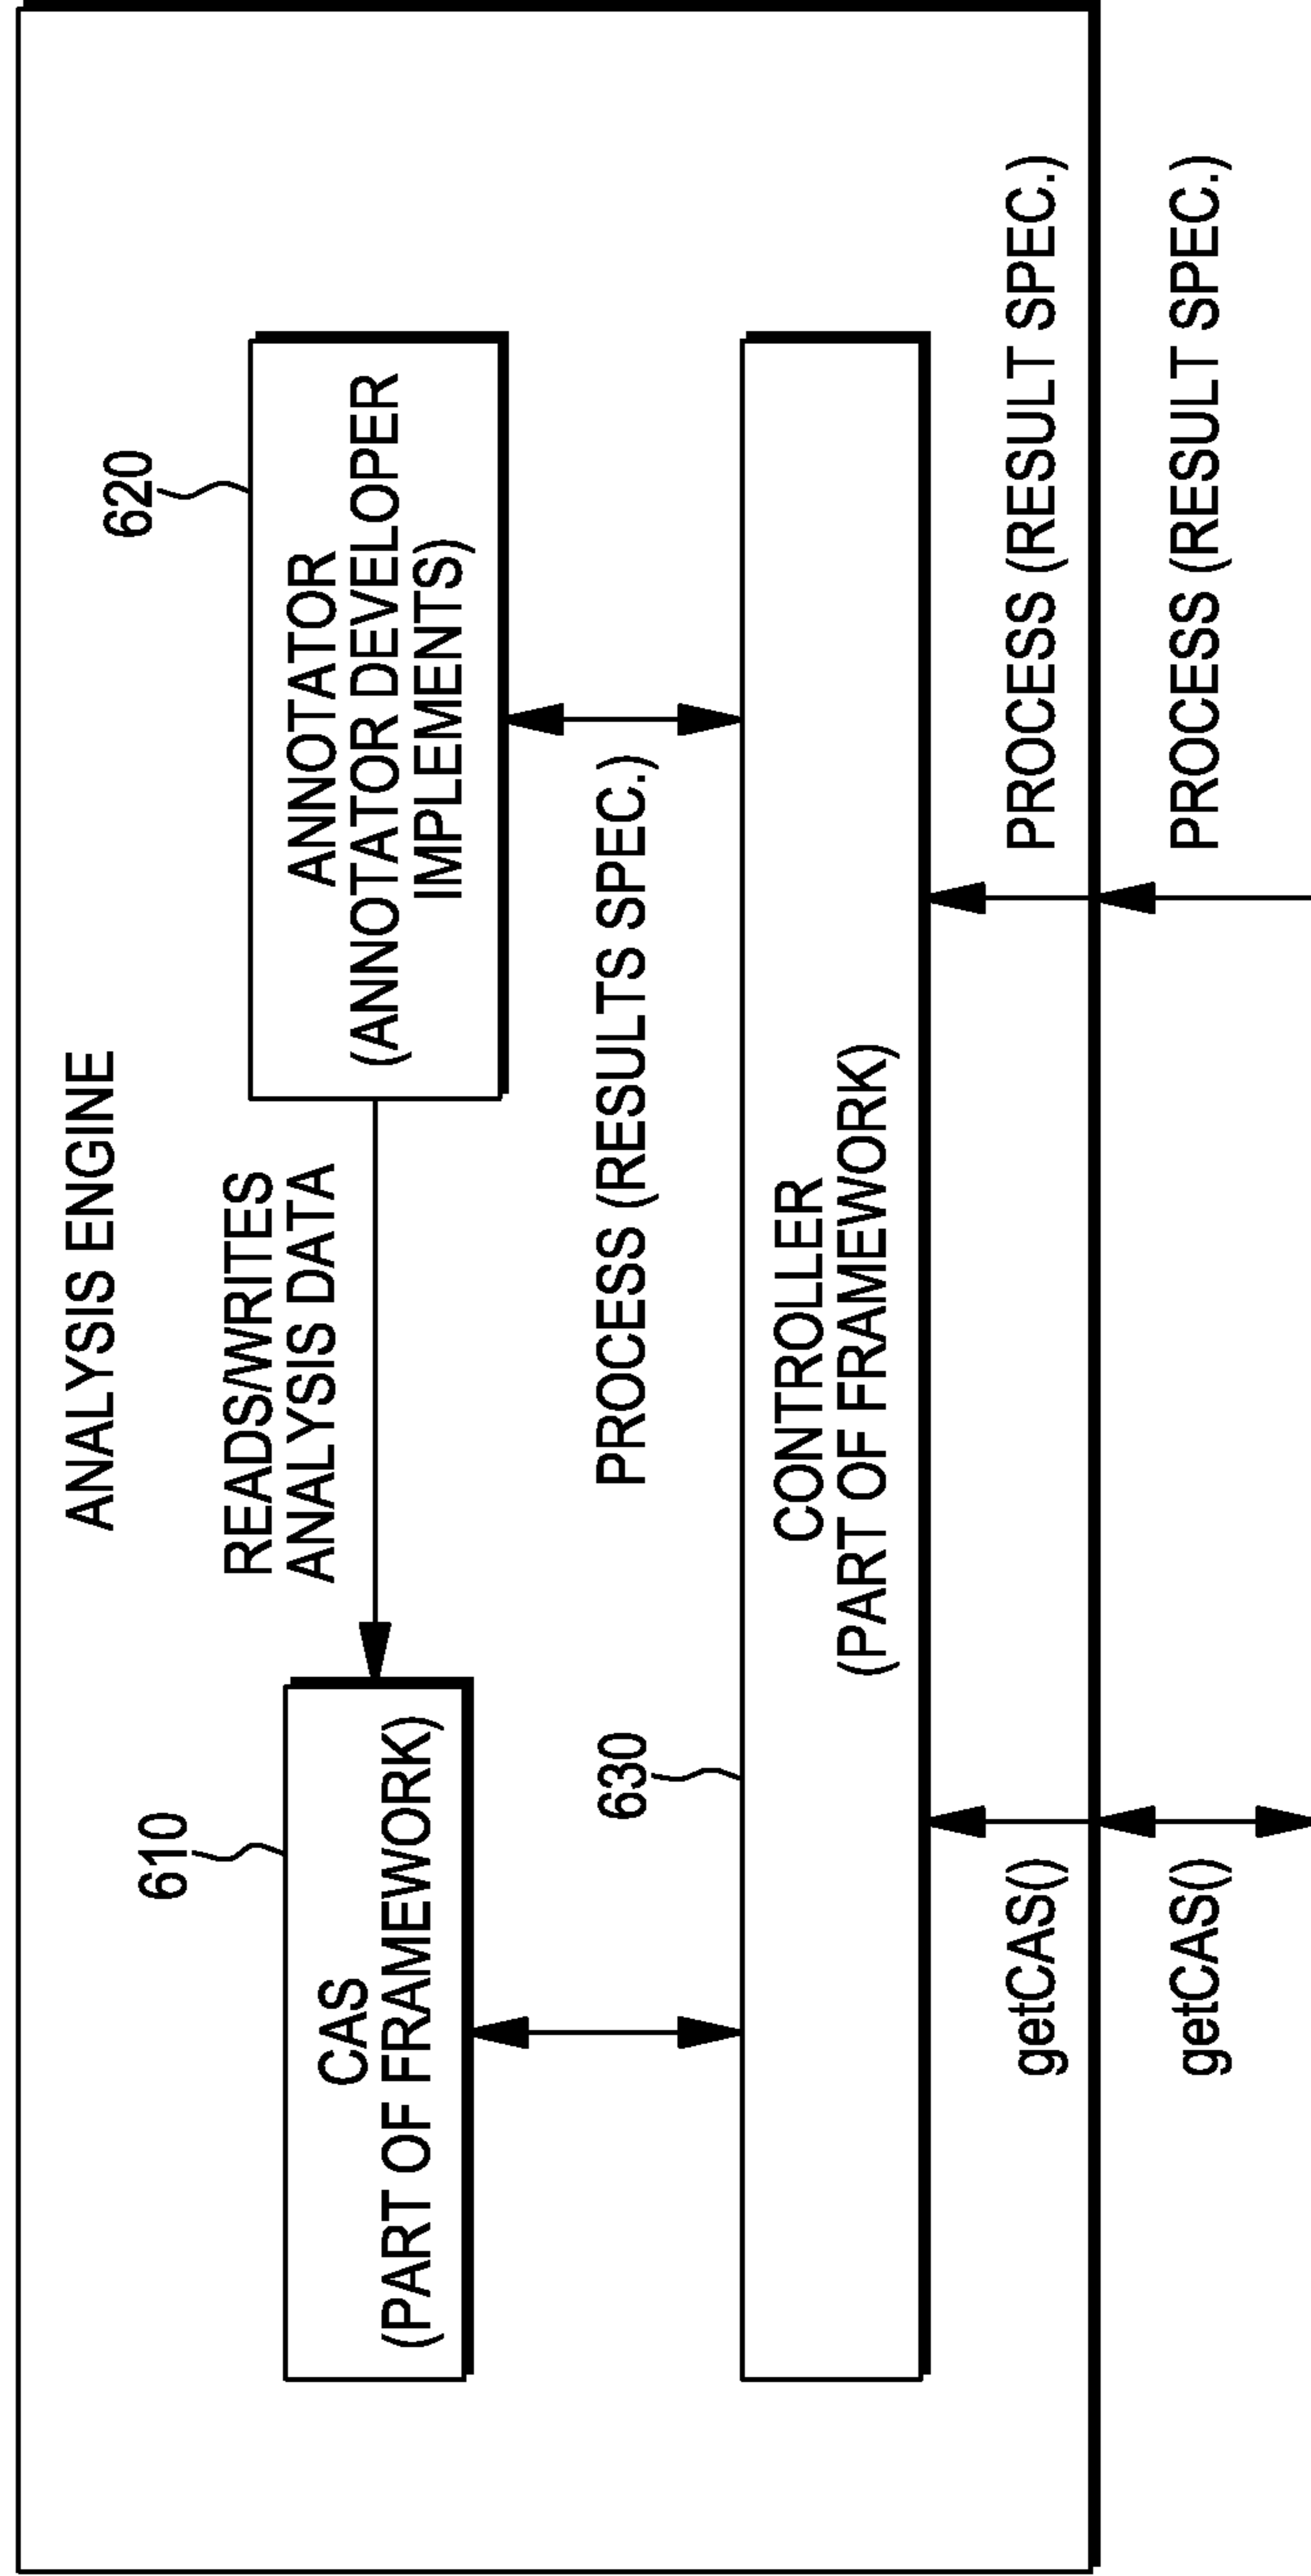 ANALYSIS ENGINE
610
CAS
(PART OF FRAMEWORK)
READS/WRITES
ANALYSIS DATA
620
ANNOTATOR
(ANNOTATOR DEVELOPER
IMPLEMENTS)
630
PROCESS (RESULTS SPEC.)
CONTROLLER
(PART OF FRAMEWORK)
getCAS()
PROCESS (RESULT SPEC.)
getCAS()
PROCESS (RESULT SPEC.)